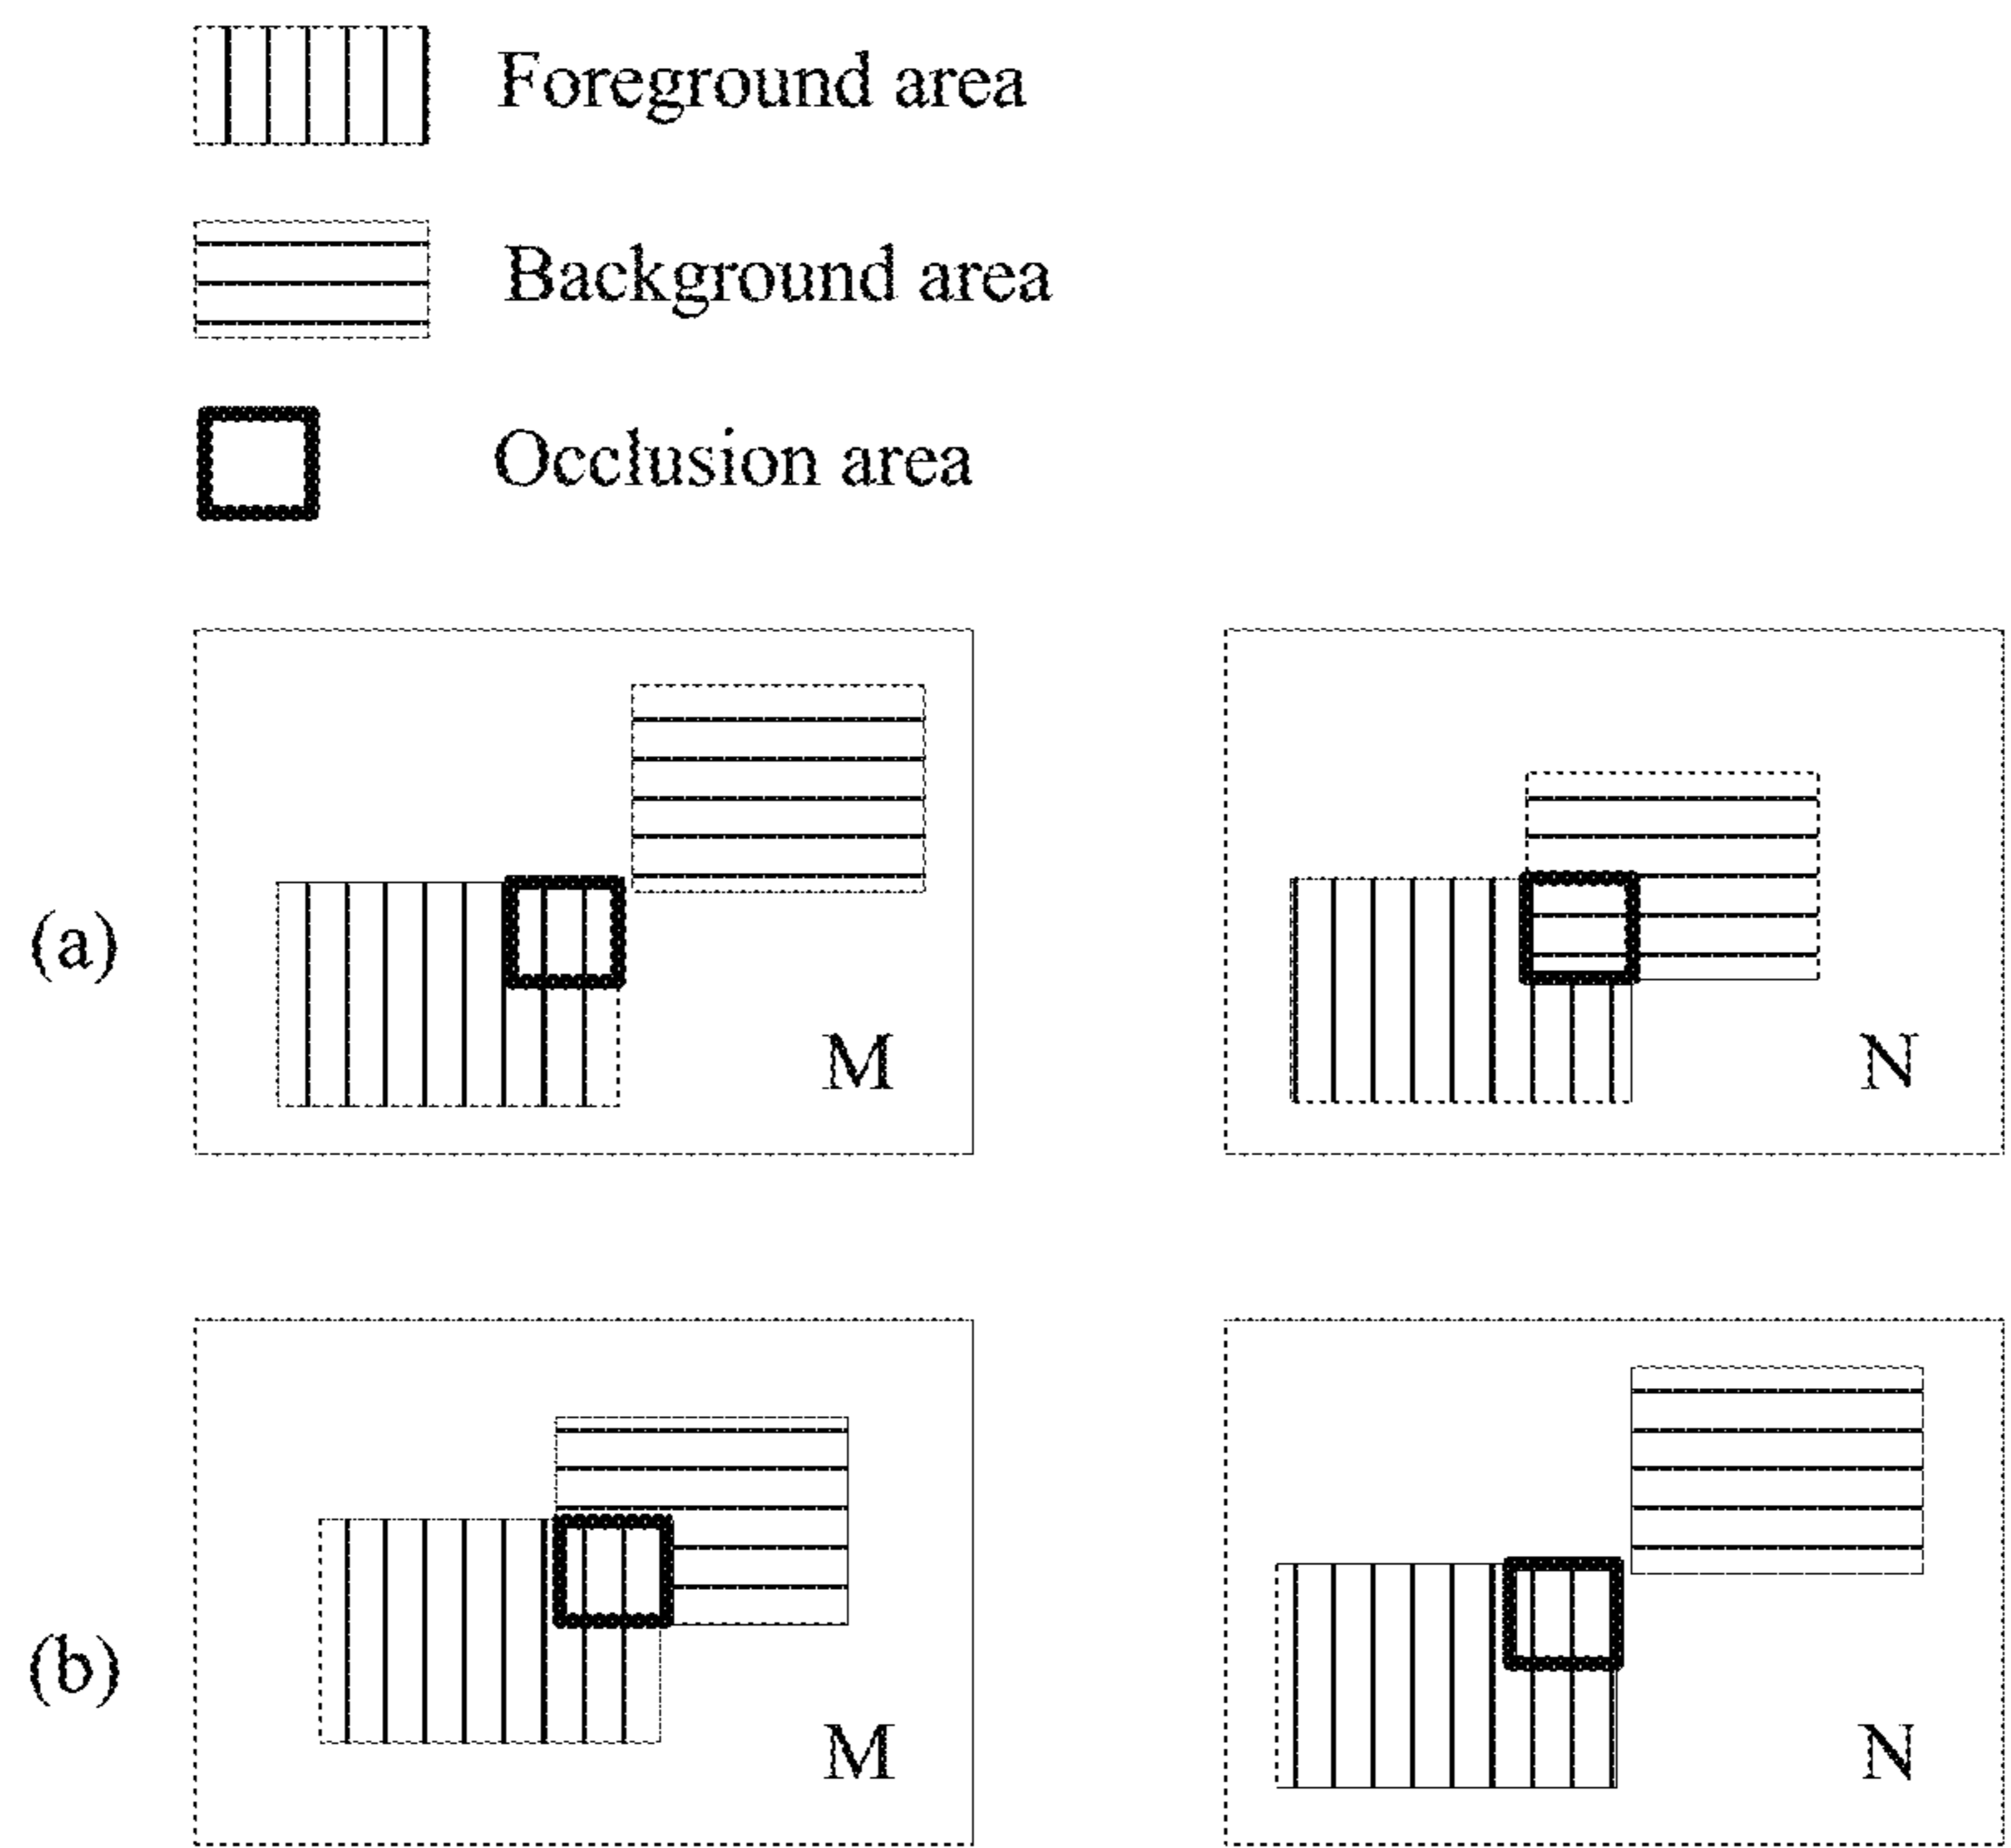 Foreground area
Background area
Occlusion area
(a)
M
N
(b)
M
N